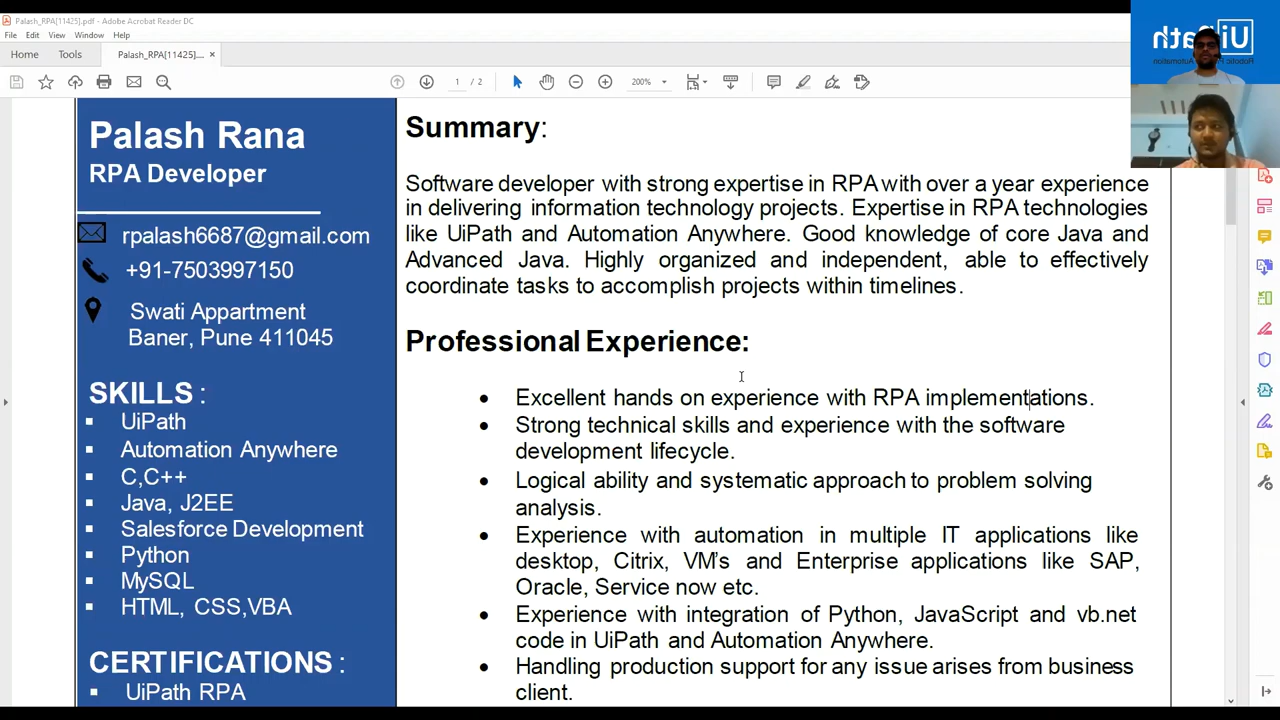 Palash_RPA[11425].pdf - Adobe Acrobat Reader DC
File Edit View Window Help
Home Tools Palash_RPA[11425].... ×
1 / 2 200%
UiPath
Robotic Process Automation
Palash Rana
RPA Developer
rpalash6687@gmail.com
+91-7503997150
Swati Appartment
Baner, Pune 411045
SKILLS :
UiPath
Automation Anywhere
C,C++
Java, J2EE
Salesforce Development
Python
MySQL
HTML, CSS,VBA
CERTIFICATIONS :
UiPath RPA
Summary:
Software developer with strong expertise in RPA with over a year experience
in delivering information technology projects. Expertise in RPA technologies
like UiPath and Automation Anywhere. Good knowledge of core Java and
Advanced Java. Highly organized and independent, able to effectively
coordinate tasks to accomplish projects within timelines.
Professional Experience:
Excellent hands on experience with RPA implementations.
Strong technical skills and experience with the software
development lifecycle.
Logical ability and systematic approach to problem solving
analysis.
Experience with automation in multiple IT applications like
desktop, Citrix, VM's and Enterprise applications like SAP,
Oracle, Service now etc.
Experience with integration of Python, JavaScript and vb.net
code in UiPath and Automation Anywhere.
Handling production support for any issue arises from business
client.